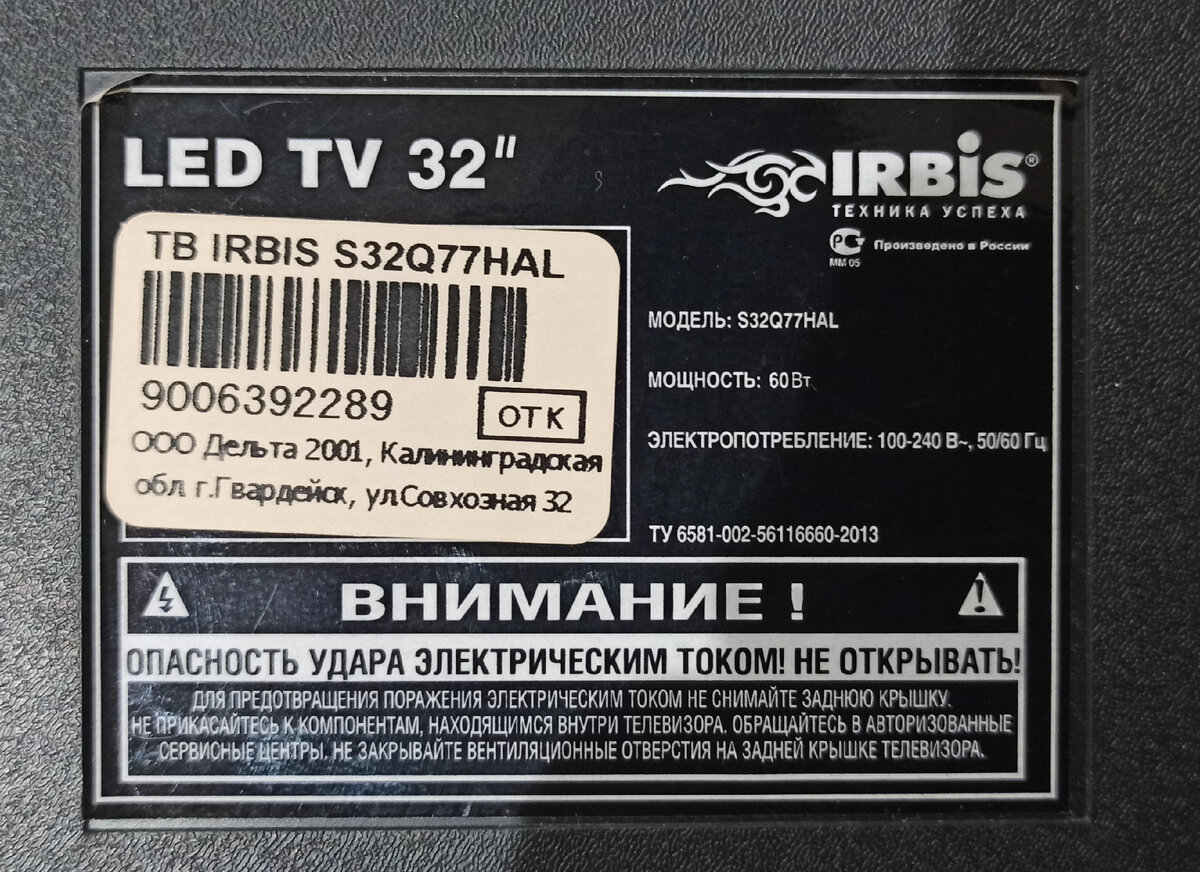 LED TV 32"
IRBiS®
ТЕХНИКА УСПЕХА
РСТ Произведено в России
ММ 05
ТВ IRBIS S32Q77HAL
9006392289
ОТК
ООО Дельта 2001, Калининградская
обл г.Гвардейск, ул.Совхозная 32
МОДЕЛЬ: S32Q77HAL
МОЩНОСТЬ: 60Вт
ЭЛЕКТРОПОТРЕБЛЕНИЕ: 100-240 В~, 50/60 Гц
ТУ 6581-002-56116660-2013
ВНИМАНИЕ !
ОПАСНОСТЬ УДАРА ЭЛЕКТРИЧЕСКИМ ТОКОМ! НЕ ОТКРЫВАТЬ!
ДЛЯ ПРЕДОТВРАЩЕНИЯ ПОРАЖЕНИЯ ЭЛЕКТРИЧЕСКИМ ТОКОМ НЕ СНИМАЙТЕ ЗАДНЮЮ КРЫШКУ.
НЕ ПРИКАСАЙТЕСЬ К КОМПОНЕНТАМ, НАХОДЯЩИМСЯ ВНУТРИ ТЕЛЕВИЗОРА. ОБРАЩАЙТЕСЬ В АВТОРИЗОВАННЫЕ
СЕРВИСНЫЕ ЦЕНТРЫ. НЕ ЗАКРЫВАЙТЕ ВЕНТИЛЯЦИОННЫЕ ОТВЕРСТИЯ НА ЗАДНЕЙ КРЫШКЕ ТЕЛЕВИЗОРА.